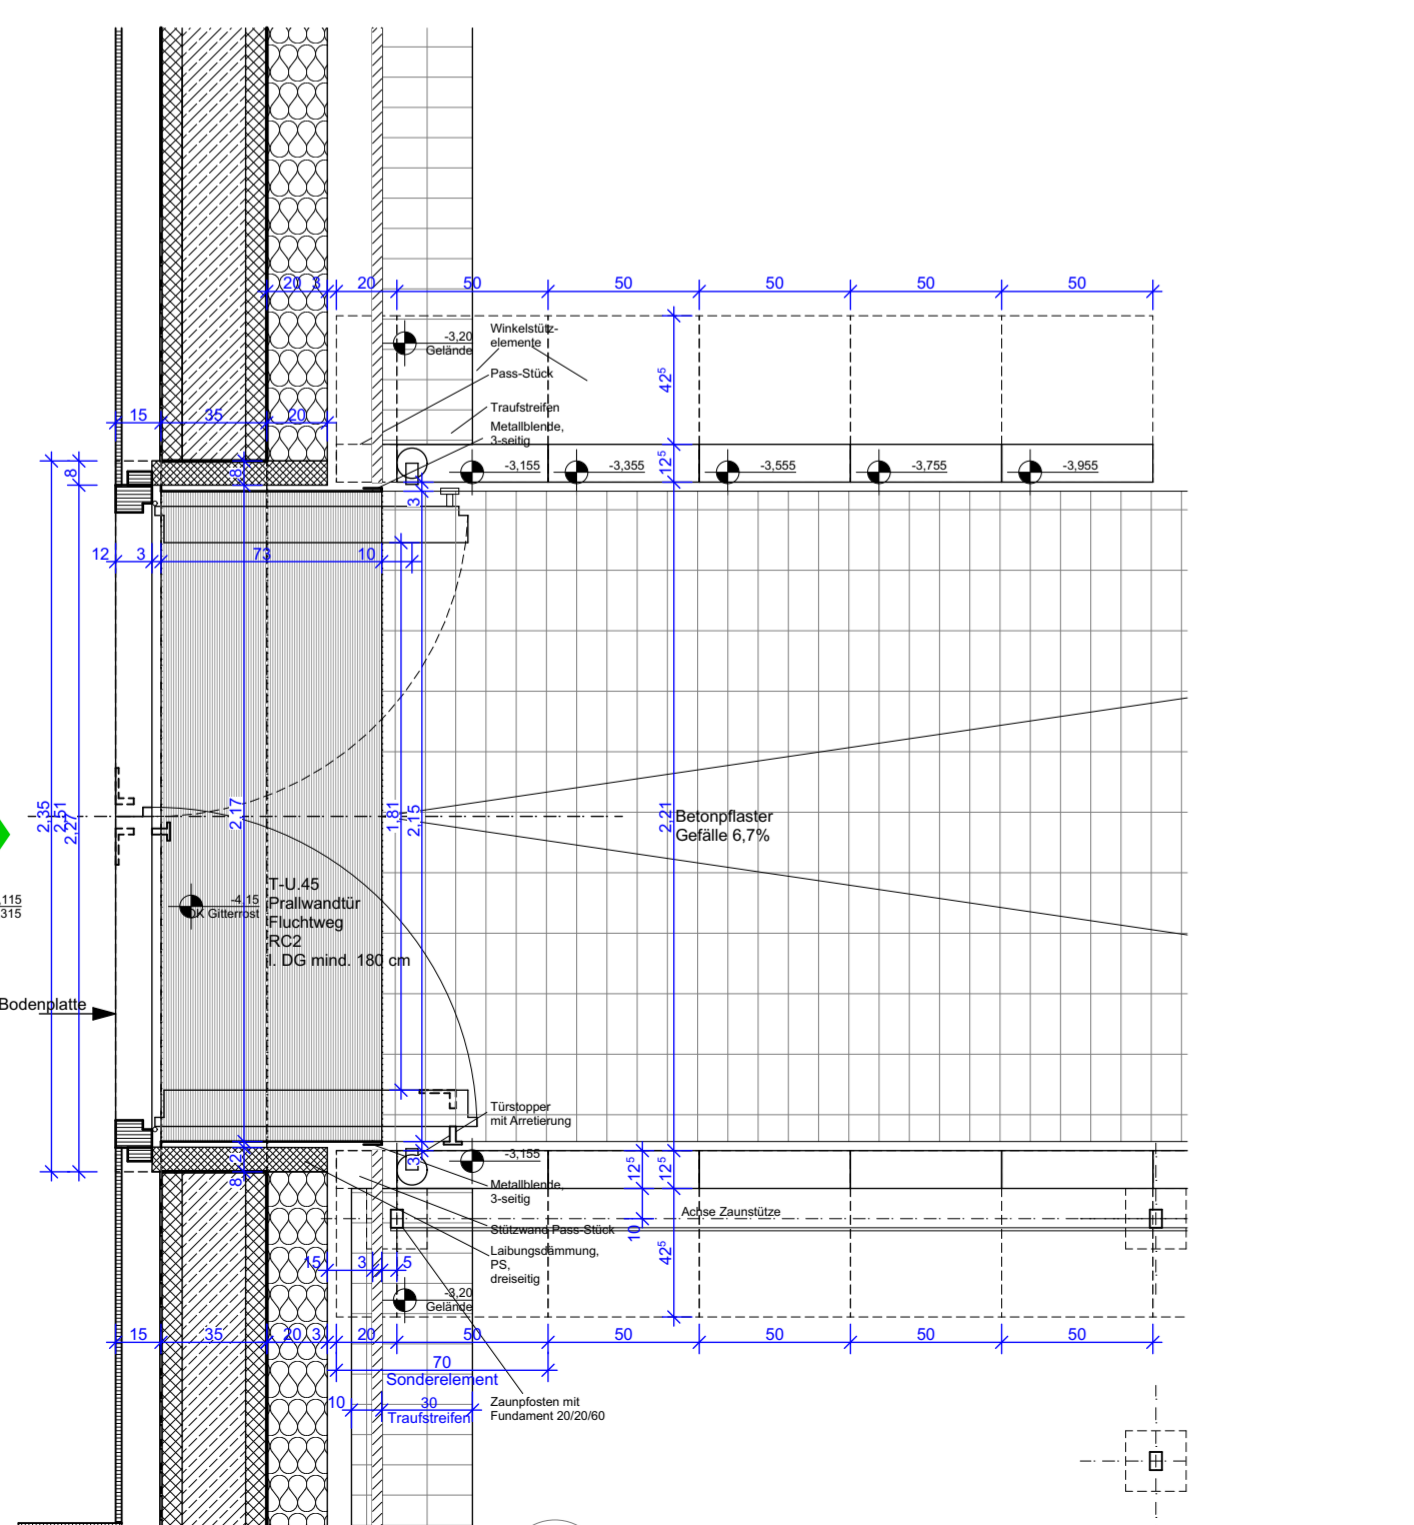 20 3 20 50 50 50 50 50
-3,20
Gelände
Winkelstütz-
elemente
Pass-Stück
Traufstreifen
Metallblende,
3-seitig
42⁵
15 35 20
8
8
12⁵
-3,155 -3,355 -3,555 -3,755 -3,955
3
12 3 73 10
2,35
2,51
2,27
2,17
1,81
2,15
2,21
Betonpflaster
Gefälle 6,7%
,115
315
-4,15
OK Gitterrost
T-U.45
Prallwandtür
Fluchtweg
RC2
l. DG mind. 180 cm
Bodenplatte
Türstopper
mit Arretierung
-3,155
3
2
8
12⁵ 12⁵
Metallblende,
3-seitig
Achse Zaunstütze
Stützwand Pass-Stück
10
42⁵
Laibungsdämmung,
PS,
dreiseitig
15 3 5
-3,20
Gelände
15 35 20 3 20 50 50 50 50 50
70
Sonderelement
10 30
Traufstreifen
Zaunpfosten mit
Fundament 20/20/60